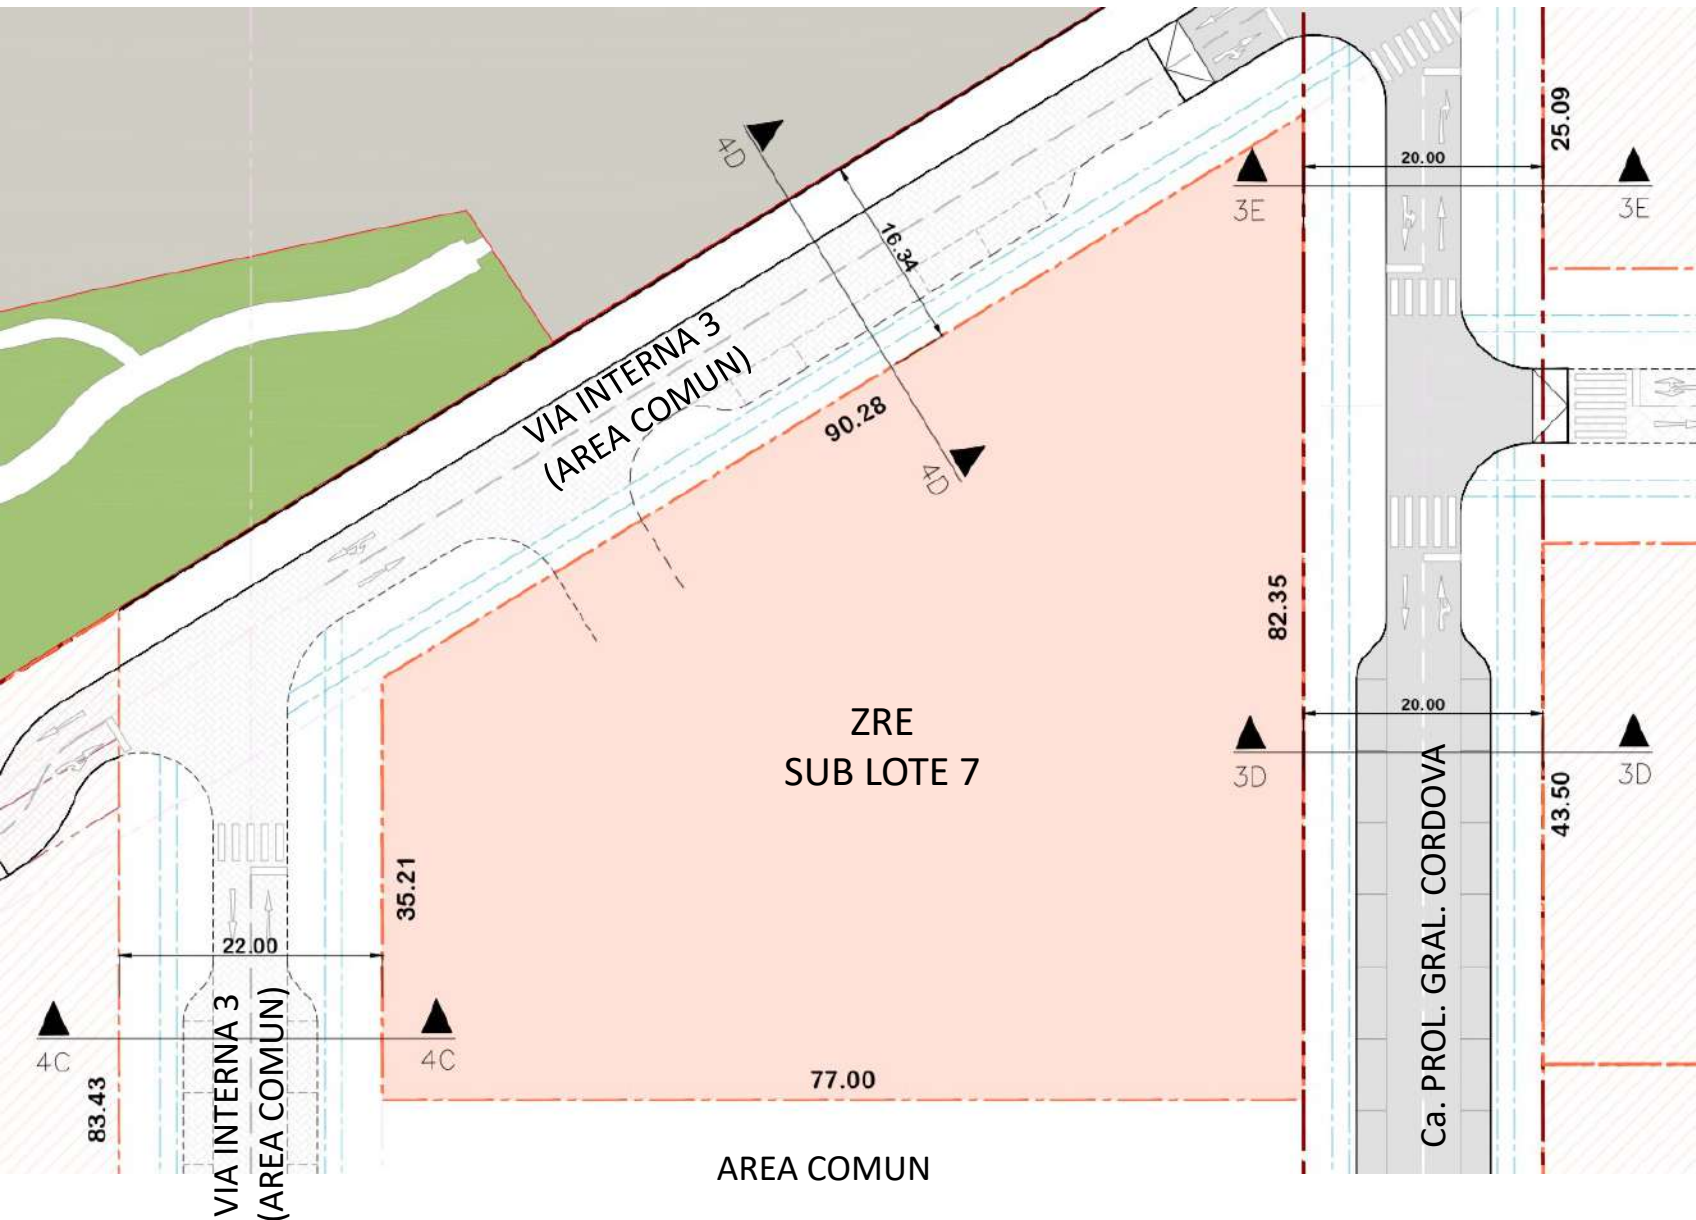 25.09
4D
20.00
3E
3E
16.34
VIA INTERNA 3
(AREA COMUN)
90.28
4D
82.35
20.00
ZRE
SUB LOTE 7
3D
3D
43.50
Ca. PROL. GRAL. CORDOVA
35.21
22.00
4C
4C
VIA INTERNA 3
(AREA COMUN)
83.43
77.00
AREA COMUN